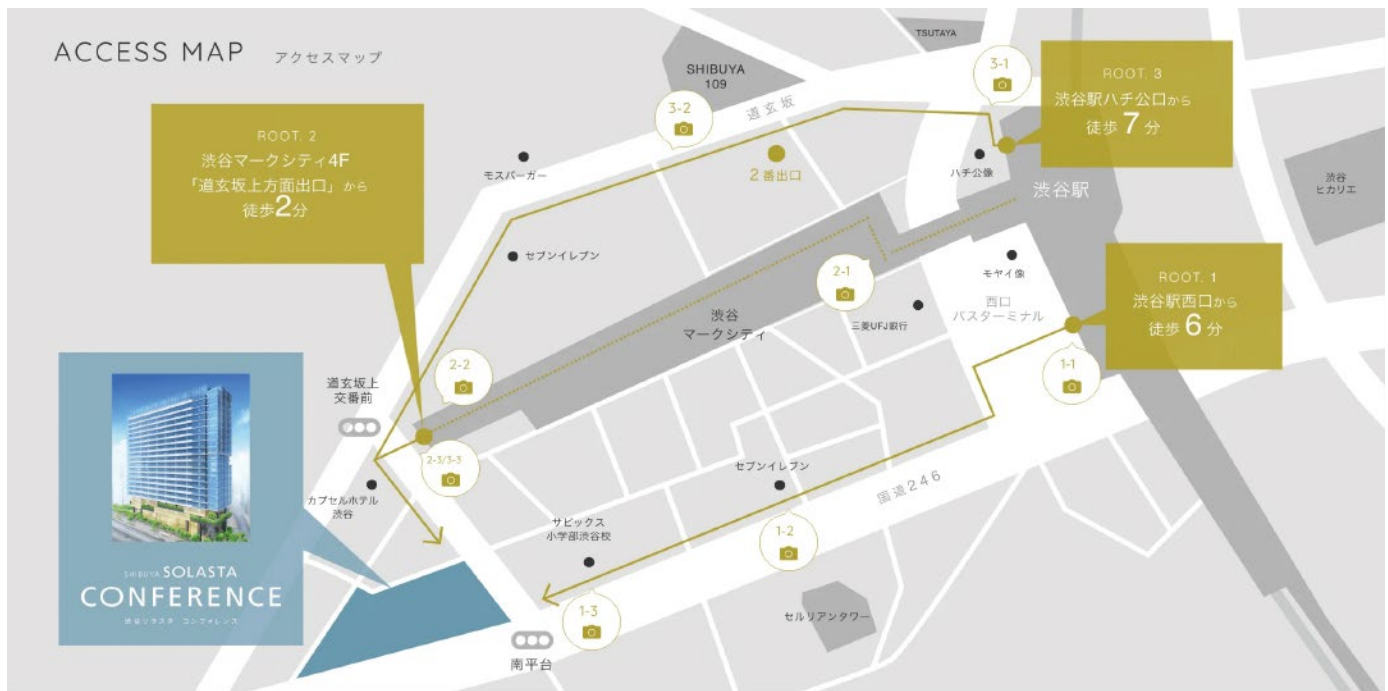 ACCESS MAP アクセスマップ
TSUTAYA
SHIBUYA
109
道玄坂
3-1
ROOT. 3
渋谷駅ハチ公口から
徒歩7分
3-2
ROOT. 2
渋谷マークシティ4F
「道玄坂上方面出口」から
徒歩2分
モスバーガー
2番出口
ハチ公像
渋谷駅
渋谷
ヒカリエ
セブンイレブン
2-1
モヤイ像
ROOT. 1
渋谷駅西口から
徒歩6分
渋谷
マークシティ
三菱UFJ銀行
西口
バスターミナル
1-1
2-2
道玄坂上
交番前
2-3/3-3
カプセルホテル
渋谷
セブンイレブン
国道246
サピックス
小学部渋谷校
1-2
SHIBUYA SOLASTA
CONFERENCE
渋谷ソラスタ コンファレンス
1-3
セルリアンタワー
南平台